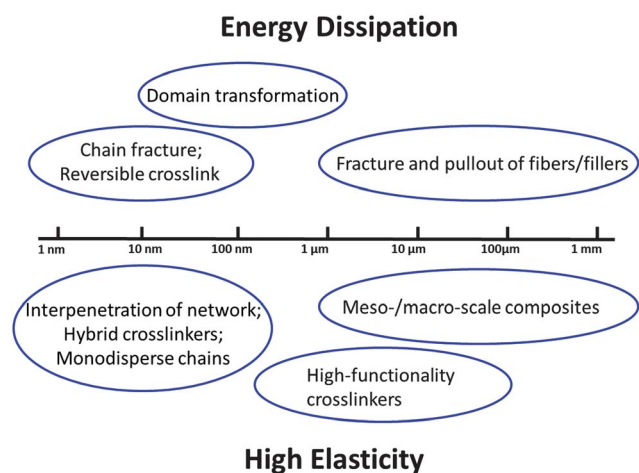 Energy Dissipation
Domain transformation
Chain fracture;
Reversible crosslink
Fracture and pullout of fibers/fillers
1 nm 10 nm 100 nm 1 μm 10 μm 100μm 1 mm
Interpenetration of network;
Hybrid crosslinkers;
Monodisperse chains
Meso-/macro-scale composites
High-functionality
crosslinkers
High Elasticity